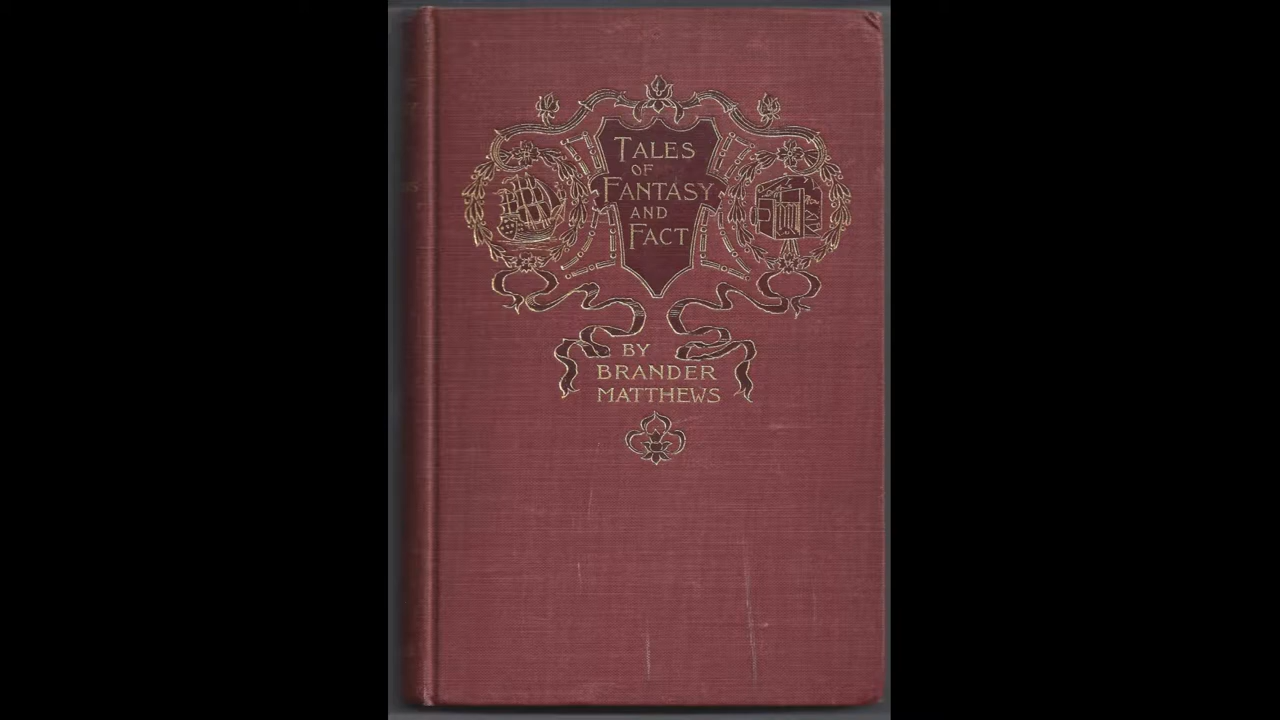 TALES
OF
FANTASY
AND
FACT
BY
BRANDER
MATTHEWS